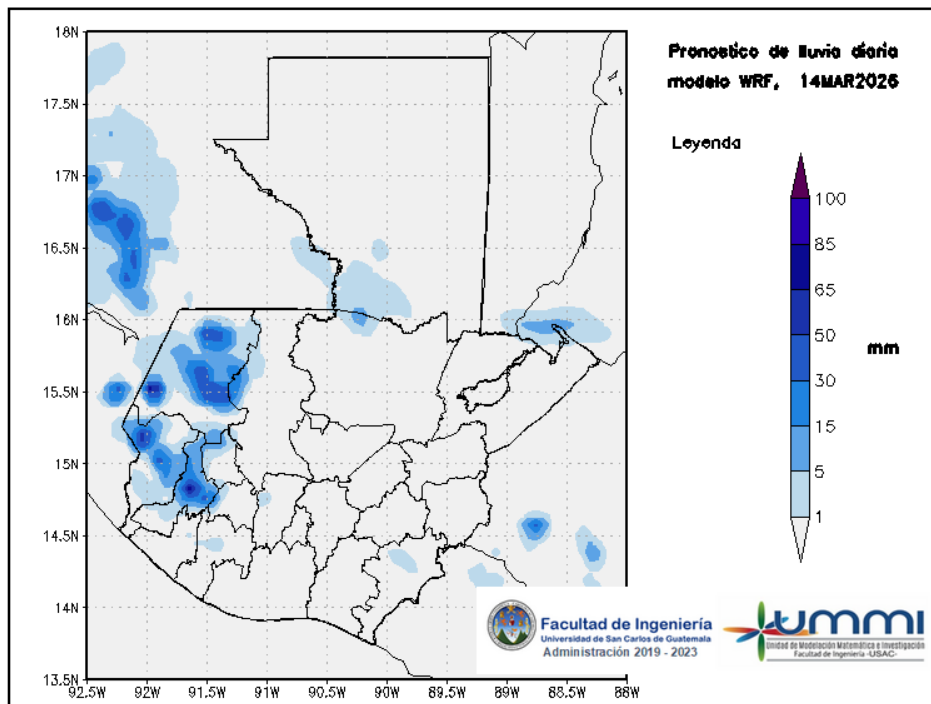 18N
17.5N
17N
16.5N
16N
15.5N
15N
14.5N
14N
13.5N
92.5W
92W
91.5W
91W
90.5W
90W
89.5W
89W
88.5W
88W
Pronostico de lluvia diaria
modelo WRF, 14MAR2026
Leyenda
100
85
65
50
30
15
5
1
mm
Facultad de Ingeniería
Universidad de San Carlos de Guatemala
Administración 2019 - 2023
ummi
Unidad de Modelación Matemática e Investigación
Facultad de Ingeniería -USAC-